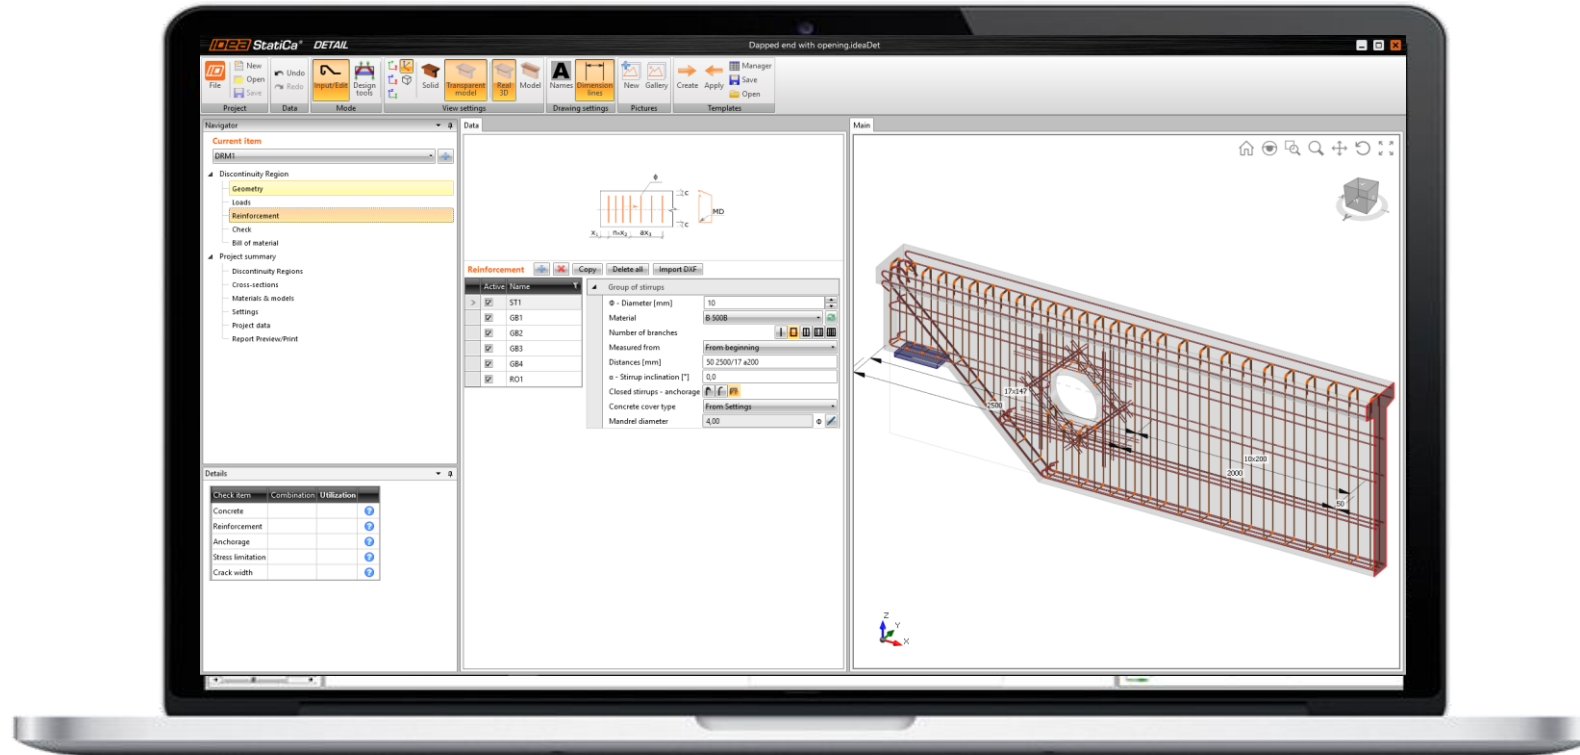 IDEA StatiCa® DETAIL
Dapped end with opening.ideaDet
File
New
Open
Save
Project
Undo
Redo
Data
Input/Edit
Design tools
Mode
Solid
Transparent model
Real 3D
Model
View settings
Names
Dimension lines
Drawing settings
New
Gallery
Pictures
Create
Apply
Manager
Save
Open
Templates
Navigator
Current item
DRM1
Discontinuity Region
Geometry
Loads
Reinforcement
Check
Bill of material
Project summary
Discontinuity Regions
Cross-sections
Materials & models
Settings
Project data
Report Preview/Print
Details
Check item Combination Utilization
Concrete
Reinforcement
Anchorage
Stress limitation
Crack width
Data
Φ
c
MD
c
x₁ n×x₂ ax₃
Reinforcement
Copy Delete all Import DXF
Active Name
ST1
GB1
GB2
GB3
GB4
RO1
Group of stirrups
Φ - Diameter [mm] 10
Material B 500B
Number of branches
Measured from From beginning
Distances [mm] 50 2500/17 a200
α - Stirrup inclination [°] 0,0
Closed stirrups - anchorage
Concrete cover type From Settings
Mandrel diameter 4,00 Φ
Main
17x147
2500
10x200
2000
50
Z
Y
X